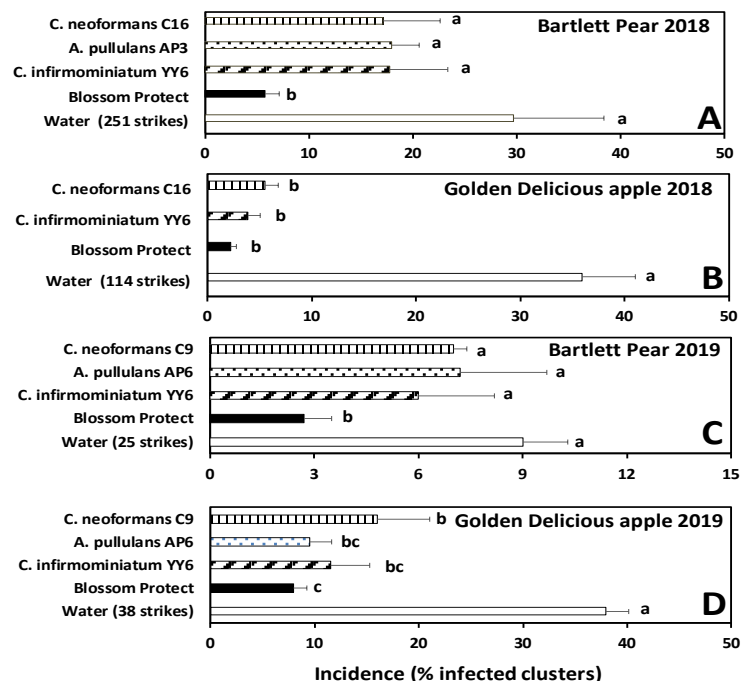 Bartlett Pear 2018
C. neoformans C16 a
A. pullulans AP3 a
C. infirmominiatum YY6 a
Blossom Protect b
Water (251 strikes) a
A
0 10 20 30 40 50
Golden Delicious apple 2018
C. neoformans C16 b
C. infirmominiatum YY6 b
Blossom Protect b
Water (114 strikes) a
B
0 10 20 30 40 50
Bartlett Pear 2019
C. neoformans C9 a
A. pullulans AP6 a
C. infirmominiatum YY6 a
Blossom Protect b
Water (25 strikes) a
C
0 3 6 9 12 15
Golden Delicious apple 2019
C. neoformans C9 b
A. pullulans AP6 bc
C. infirmominiatum YY6 bc
Blossom Protect c
Water (38 strikes) a
D
0 10 20 30 40 50
Incidence (% infected clusters)